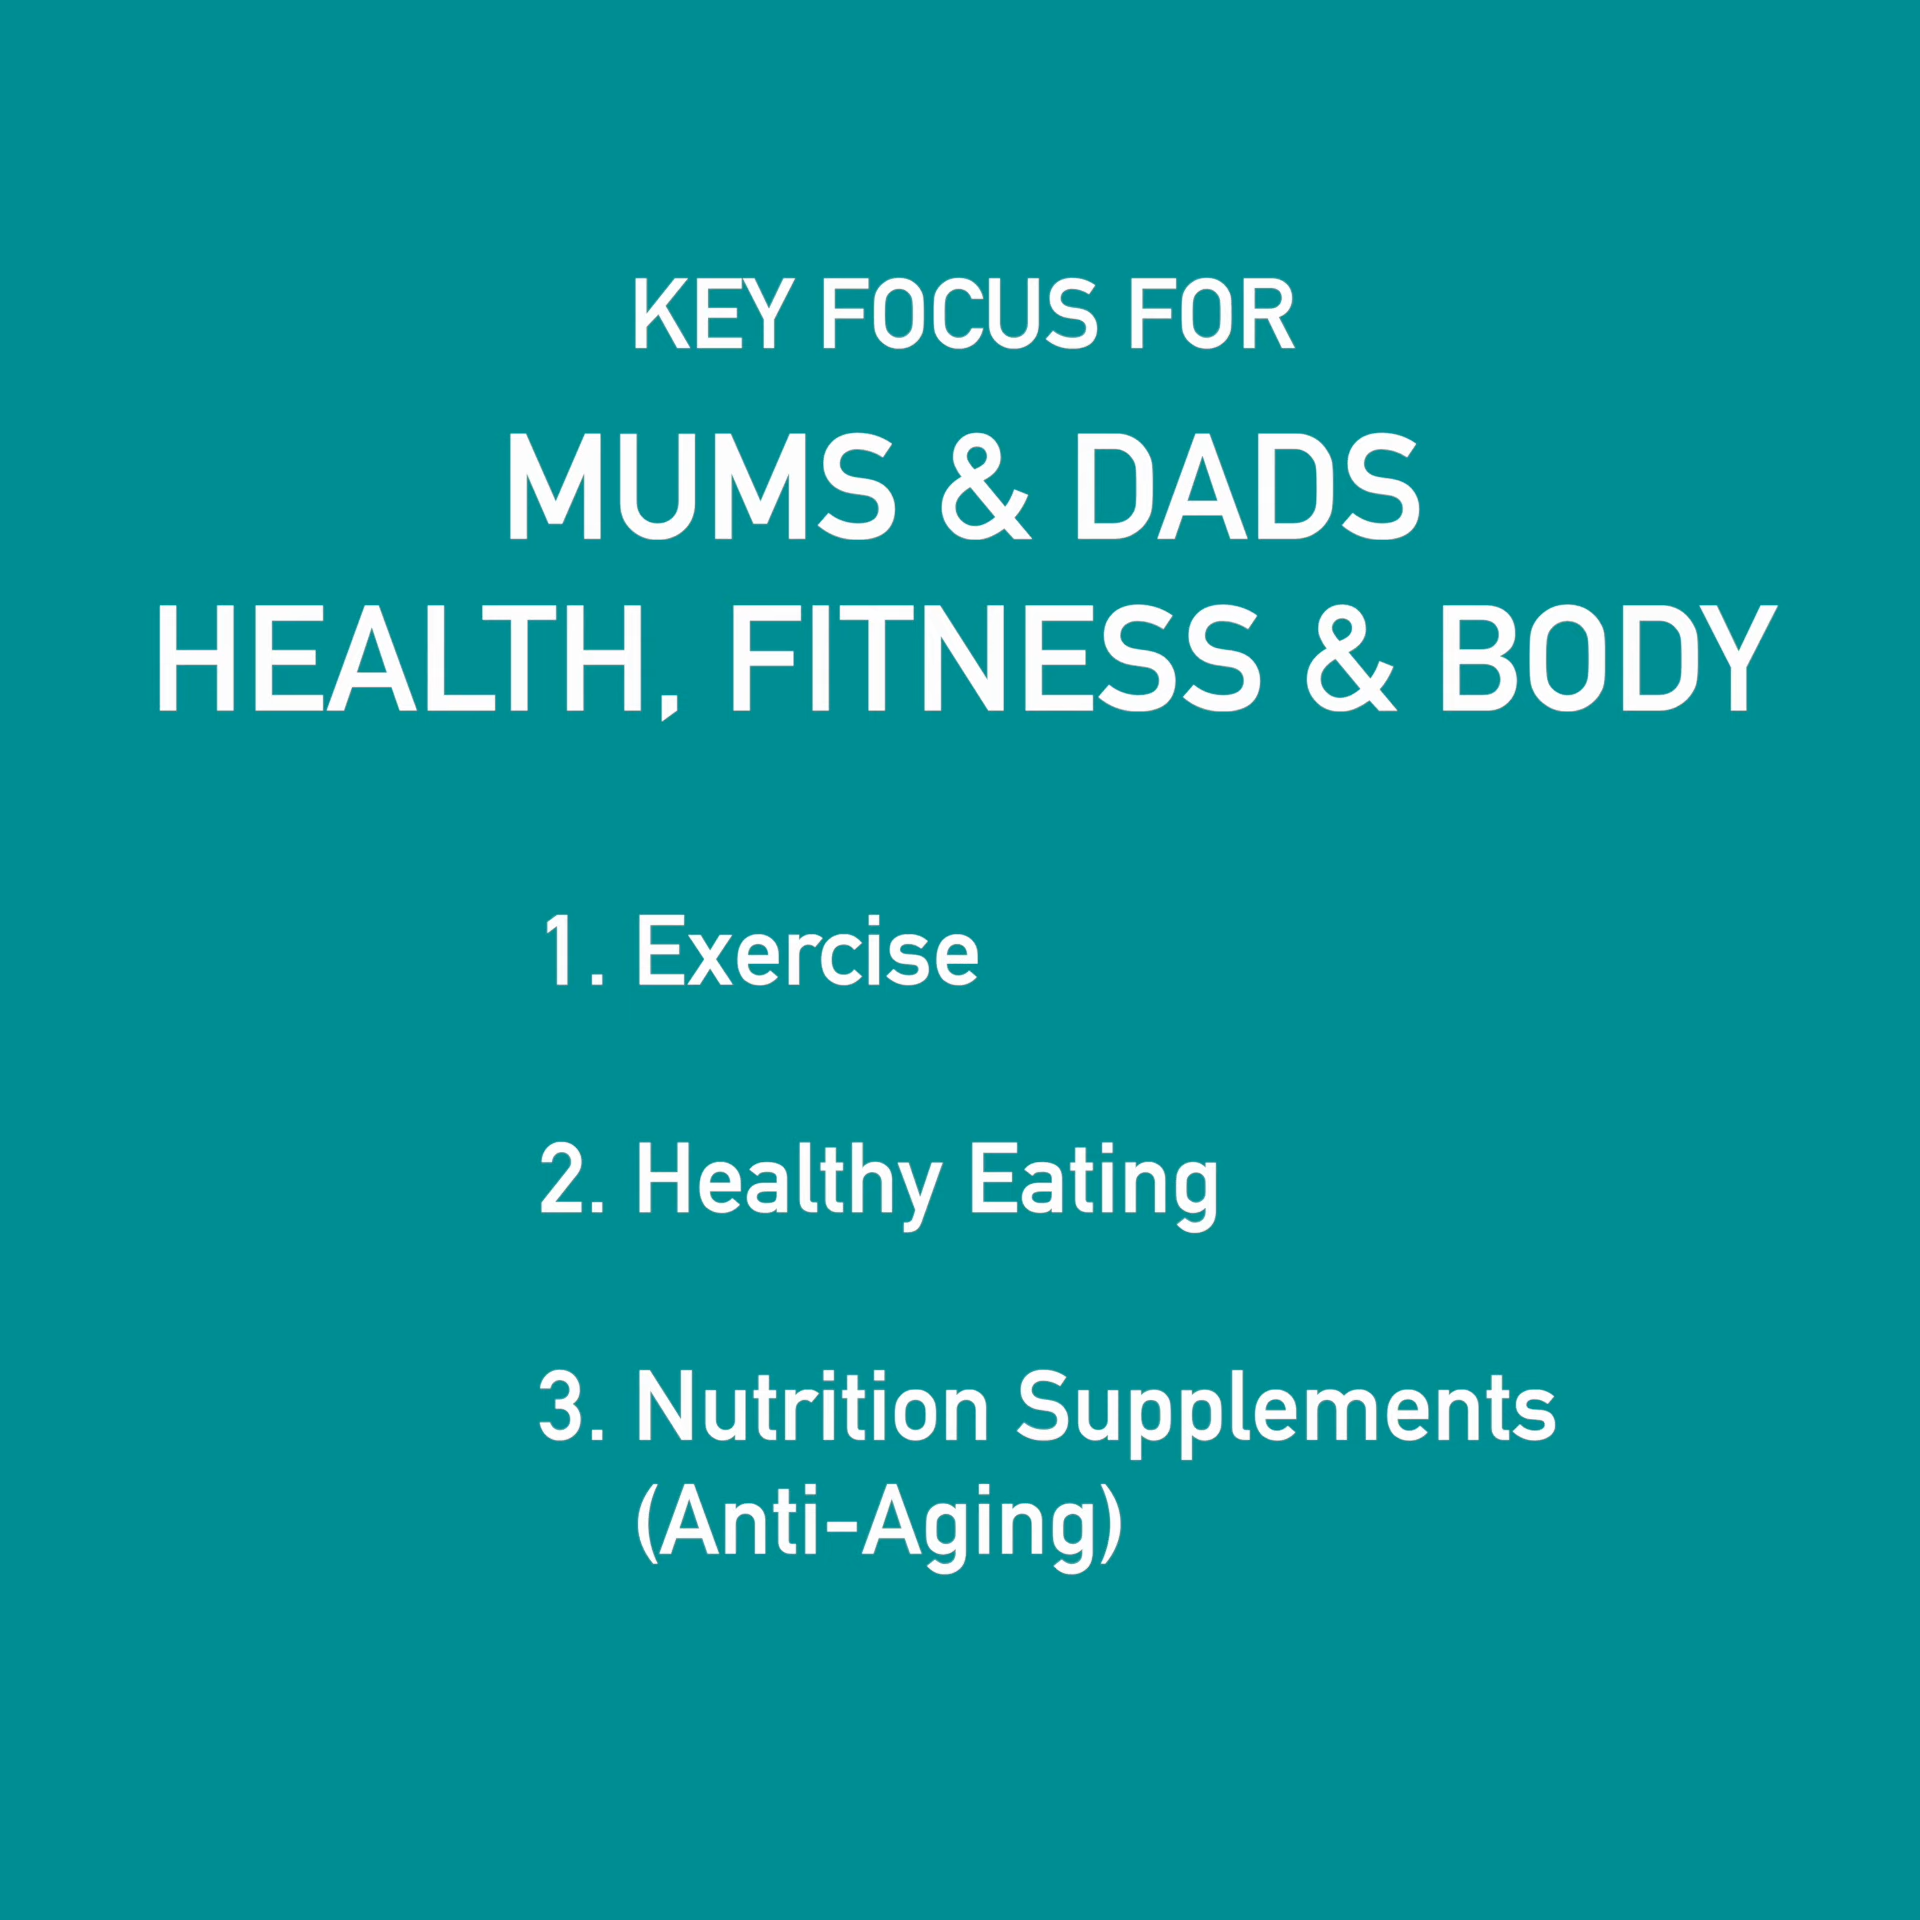 KEY FOCUS FOR
MUMS & DADS
HEALTH, FITNESS & BODY
1. Exercise
2. Healthy Eating
3. Nutrition Supplements
(Anti-Aging)